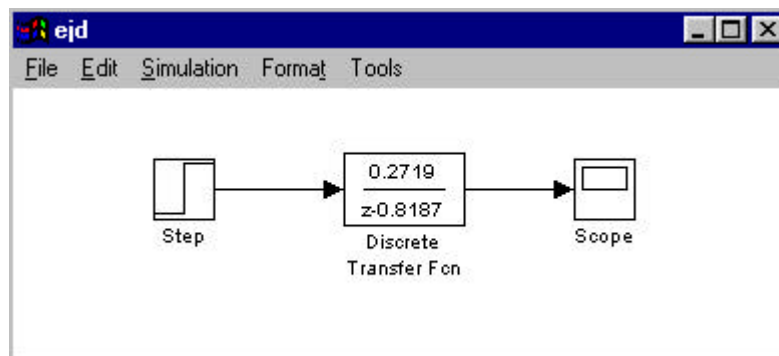 ejd
File Edit Simulation Format Tools
0.2719
z-0.8187
Step
Discrete
Transfer Fcn
Scope